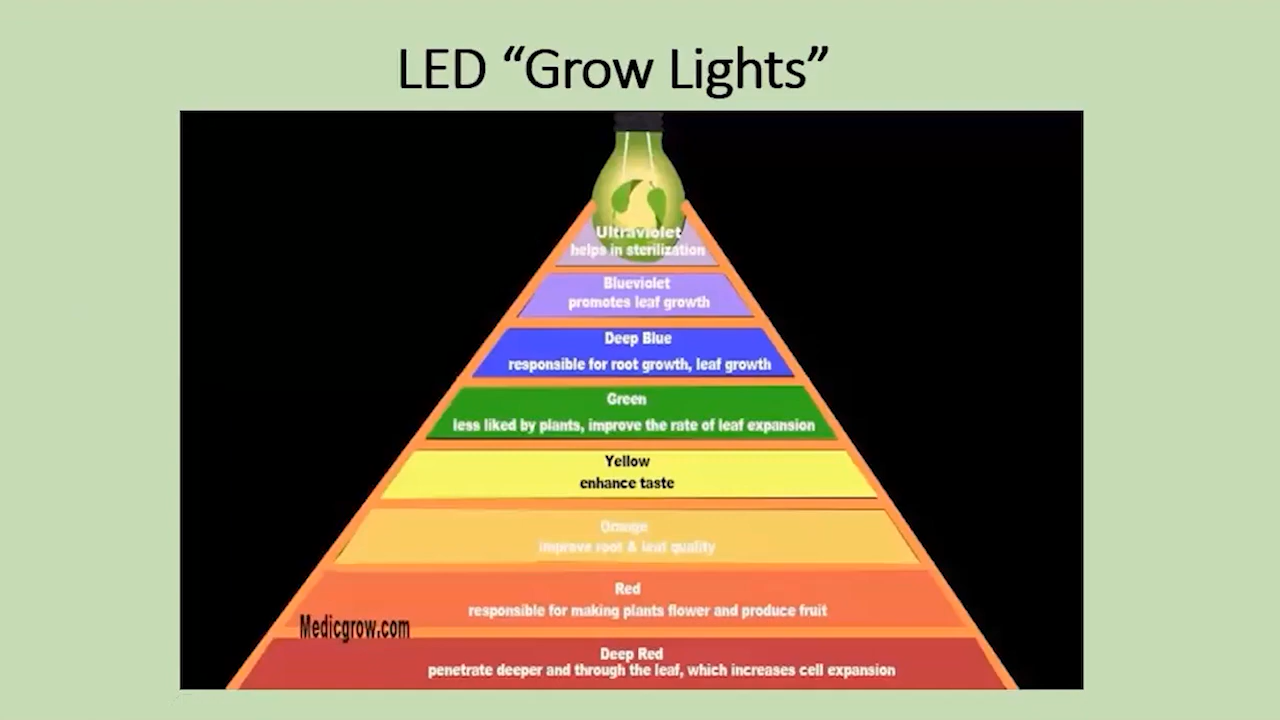 LED “Grow Lights”
Ultraviolet
helps in sterilization
Blueviolet
promotes leaf growth
Deep Blue
responsible for root growth, leaf growth
Green
less liked by plants, improve the rate of leaf expansion
Yellow
enhance taste
Orange
improve root & leaf quality
Red
responsible for making plants flower and produce fruit
Medicgrow.com
Deep Red
penetrate deeper and through the leaf, which increases cell expansion